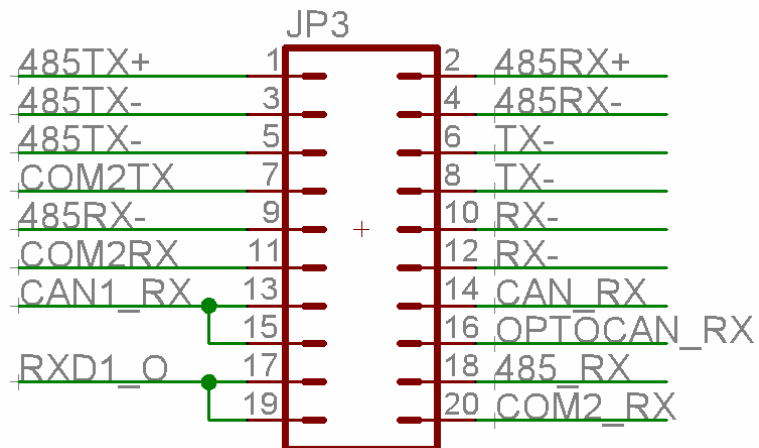 JP3
485TX+ 1 2 485RX+
485TX- 3 4 485RX-
485TX- 5 6 TX-
COM2TX 7 8 TX-
485RX- 9 10 RX-
COM2RX 11 12 RX-
CAN1_RX 13 14 CAN_RX
15 16 OPTOCAN_RX
RXD1_O 17 18 485_RX
19 20 COM2_RX